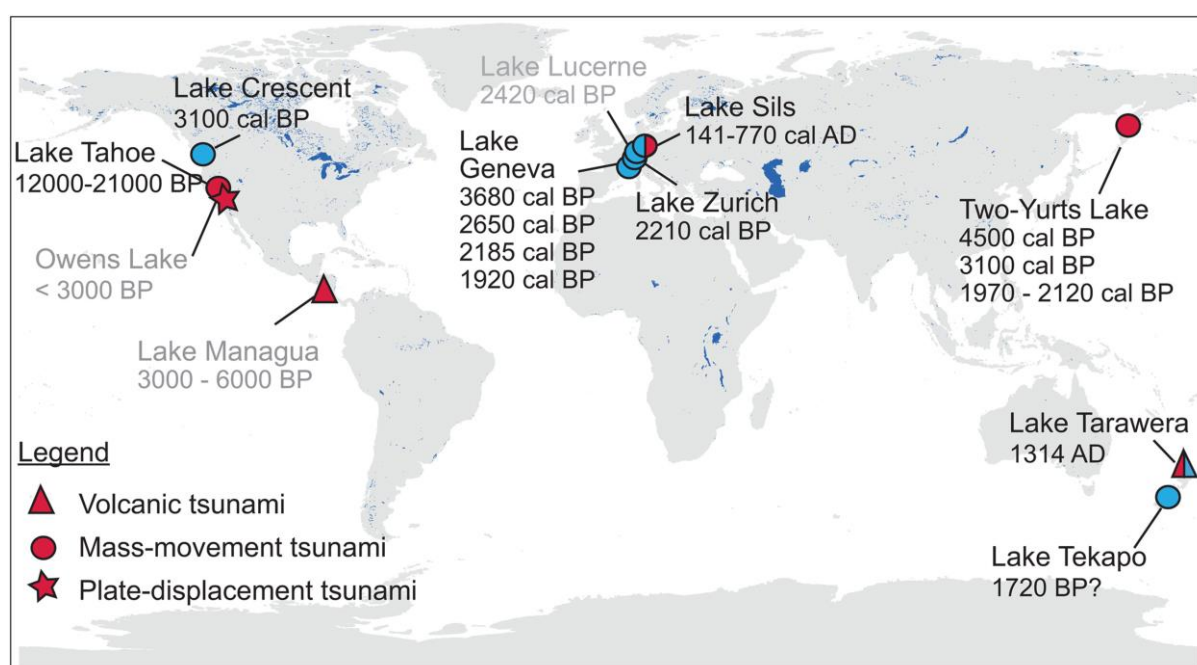 Lake Lucerne
2420 cal BP
Lake Crescent
3100 cal BP
Lake Tahoe
12000-21000 BP
Owens Lake
< 3000 BP
Lake Managua
3000 - 6000 BP
Lake
Geneva
3680 cal BP
2650 cal BP
2185 cal BP
1920 cal BP
Lake Sils
141-770 cal AD
Lake Zurich
2210 cal BP
Two-Yurts Lake
4500 cal BP
3100 cal BP
1970 - 2120 cal BP
Lake Tarawera
1314 AD
Lake Tekapo
1720 BP?
Legend
Volcanic tsunami
Mass-movement tsunami
Plate-displacement tsunami